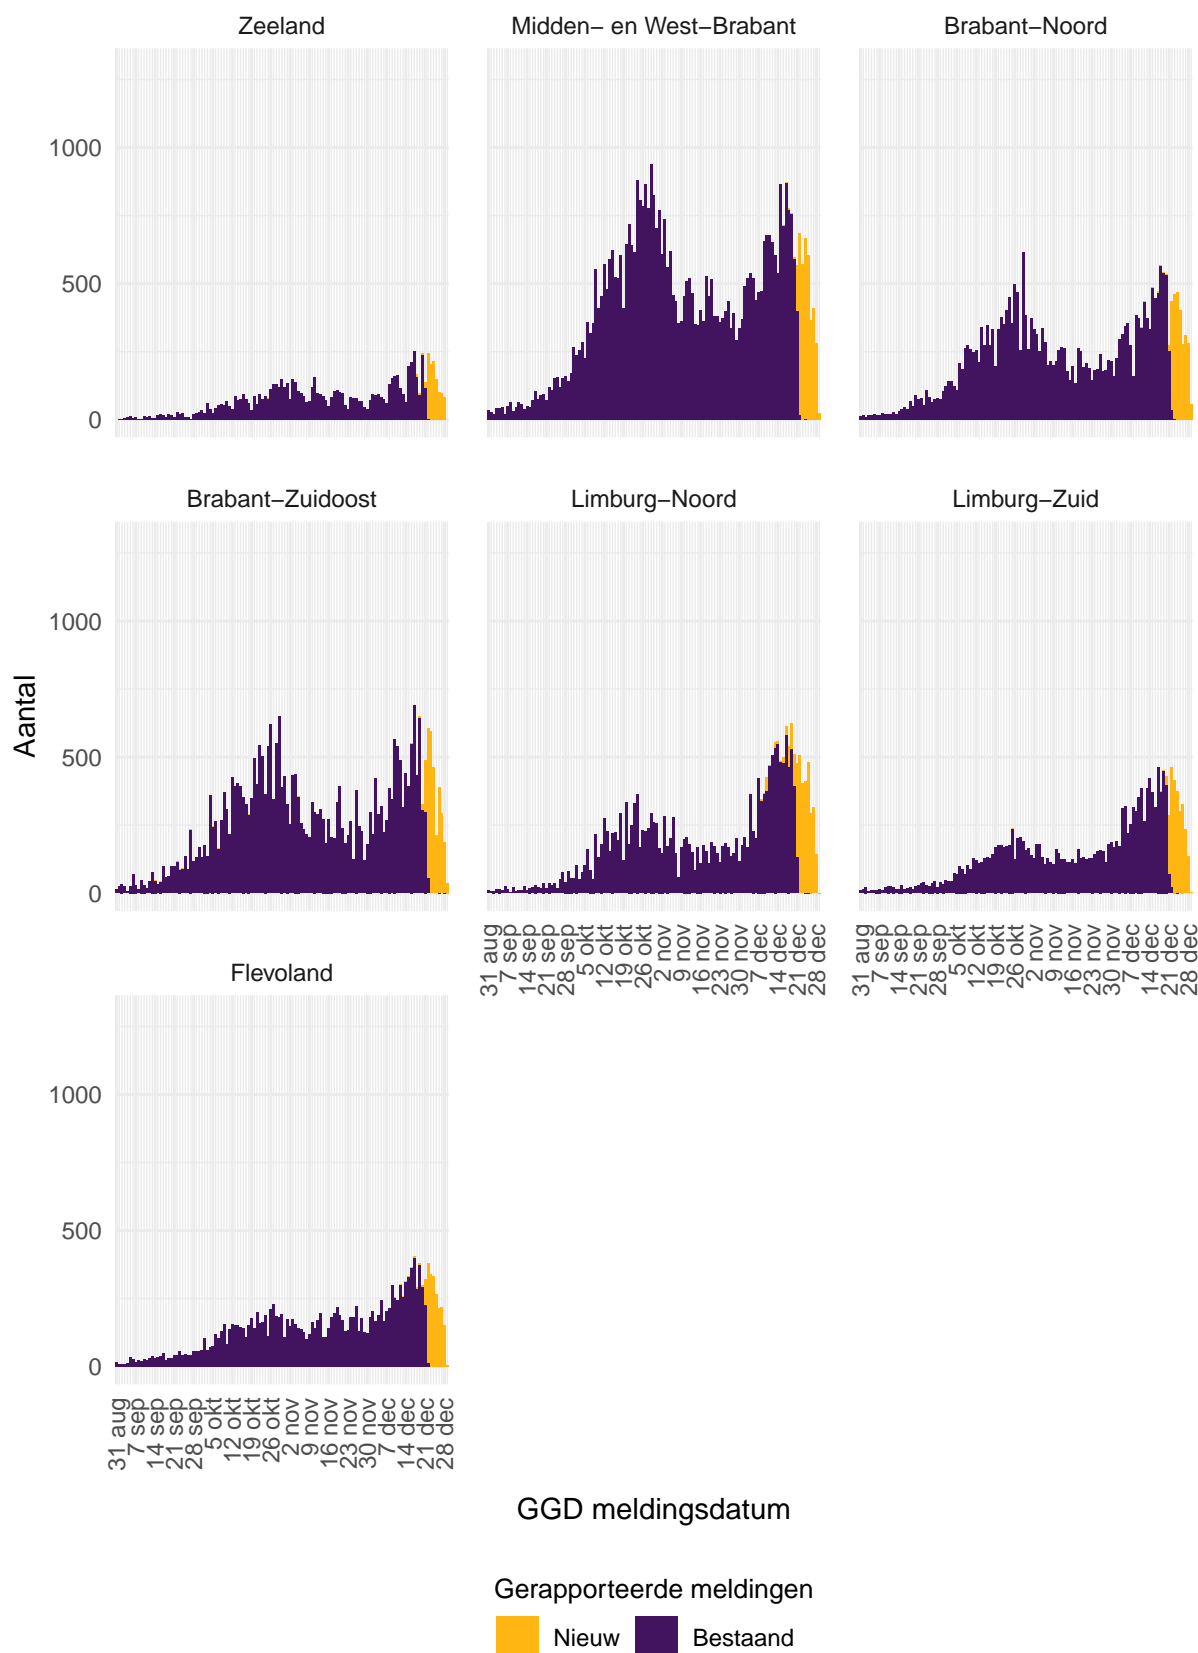 Zeeland
Midden– en West–Brabant
Brabant–Noord
1000
500
0
Brabant–Zuidoost
Limburg–Noord
Limburg–Zuid
1000
500
0
Aantal
31 aug
7 sep
14 sep
21 sep
28 sep
5 okt
12 okt
19 okt
26 okt
2 nov
9 nov
16 nov
23 nov
30 nov
7 dec
14 dec
21 dec
28 dec
31 aug
7 sep
14 sep
21 sep
28 sep
5 okt
12 okt
19 okt
26 okt
2 nov
9 nov
16 nov
23 nov
30 nov
7 dec
14 dec
21 dec
28 dec
Flevoland
1000
500
0
31 aug
7 sep
14 sep
21 sep
28 sep
5 okt
12 okt
19 okt
26 okt
2 nov
9 nov
16 nov
23 nov
30 nov
7 dec
14 dec
21 dec
28 dec
GGD meldingsdatum
Gerapporteerde meldingen
Nieuw
Bestaand